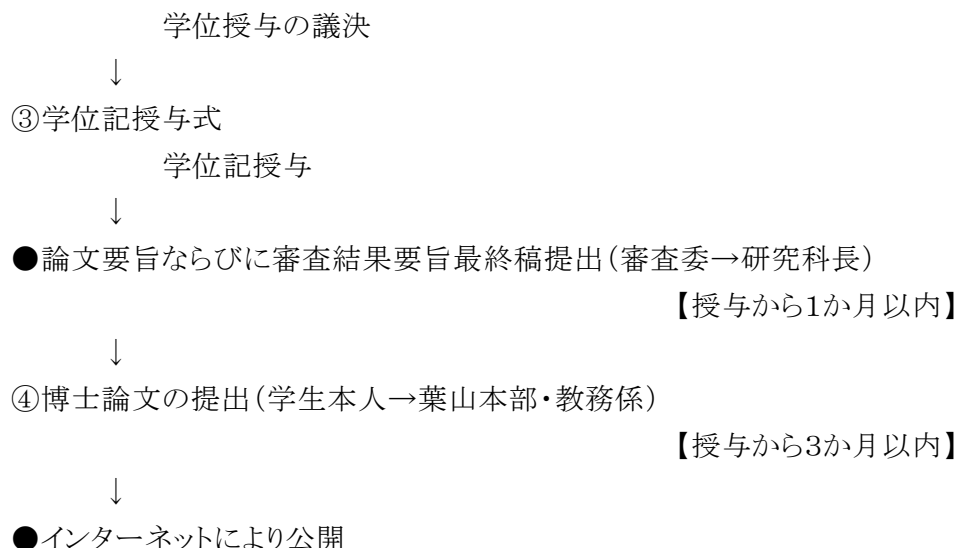 学位授与の議決
↓
③学位記授与式
学位記授与
↓
●論文要旨ならびに審査結果要旨最終稿提出(審査委→研究科長)
【授与から1か月以内】
↓
④博士論文の提出(学生本人→葉山本部・教務係)
【授与から3か月以内】
↓
●インターネットにより公開